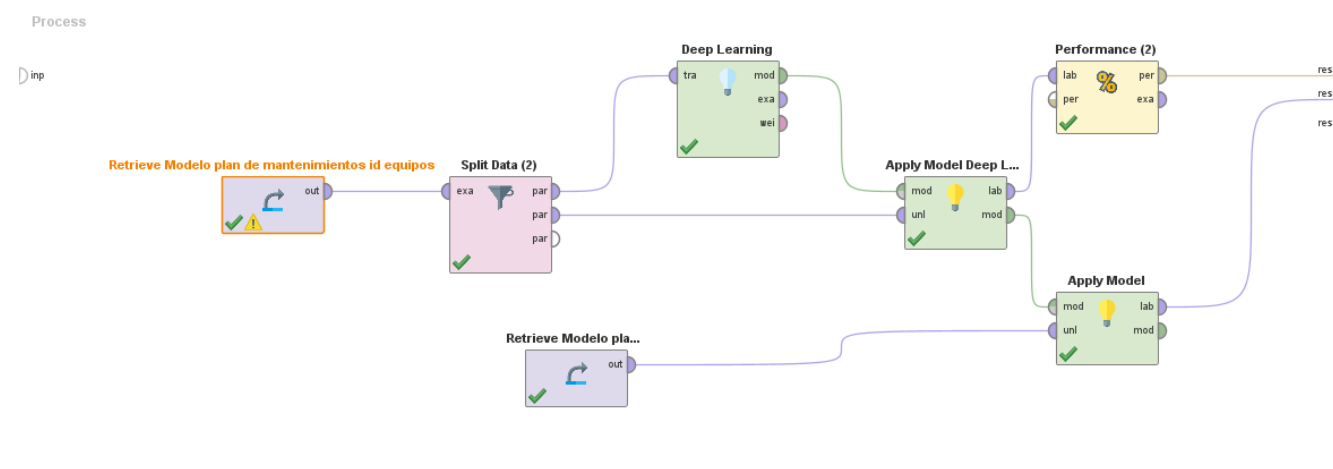 Process
inp
Deep Learning
tra mod
exa
wei
Performance (2)
lab per
per exa
res
res
res
Retrieve Modelo plan de mantenimientos id equipos
out
Split Data (2)
exa par
par
par
Apply Model Deep L...
mod lab
unl mod
Apply Model
mod lab
unl mod
Retrieve Modelo pla...
out